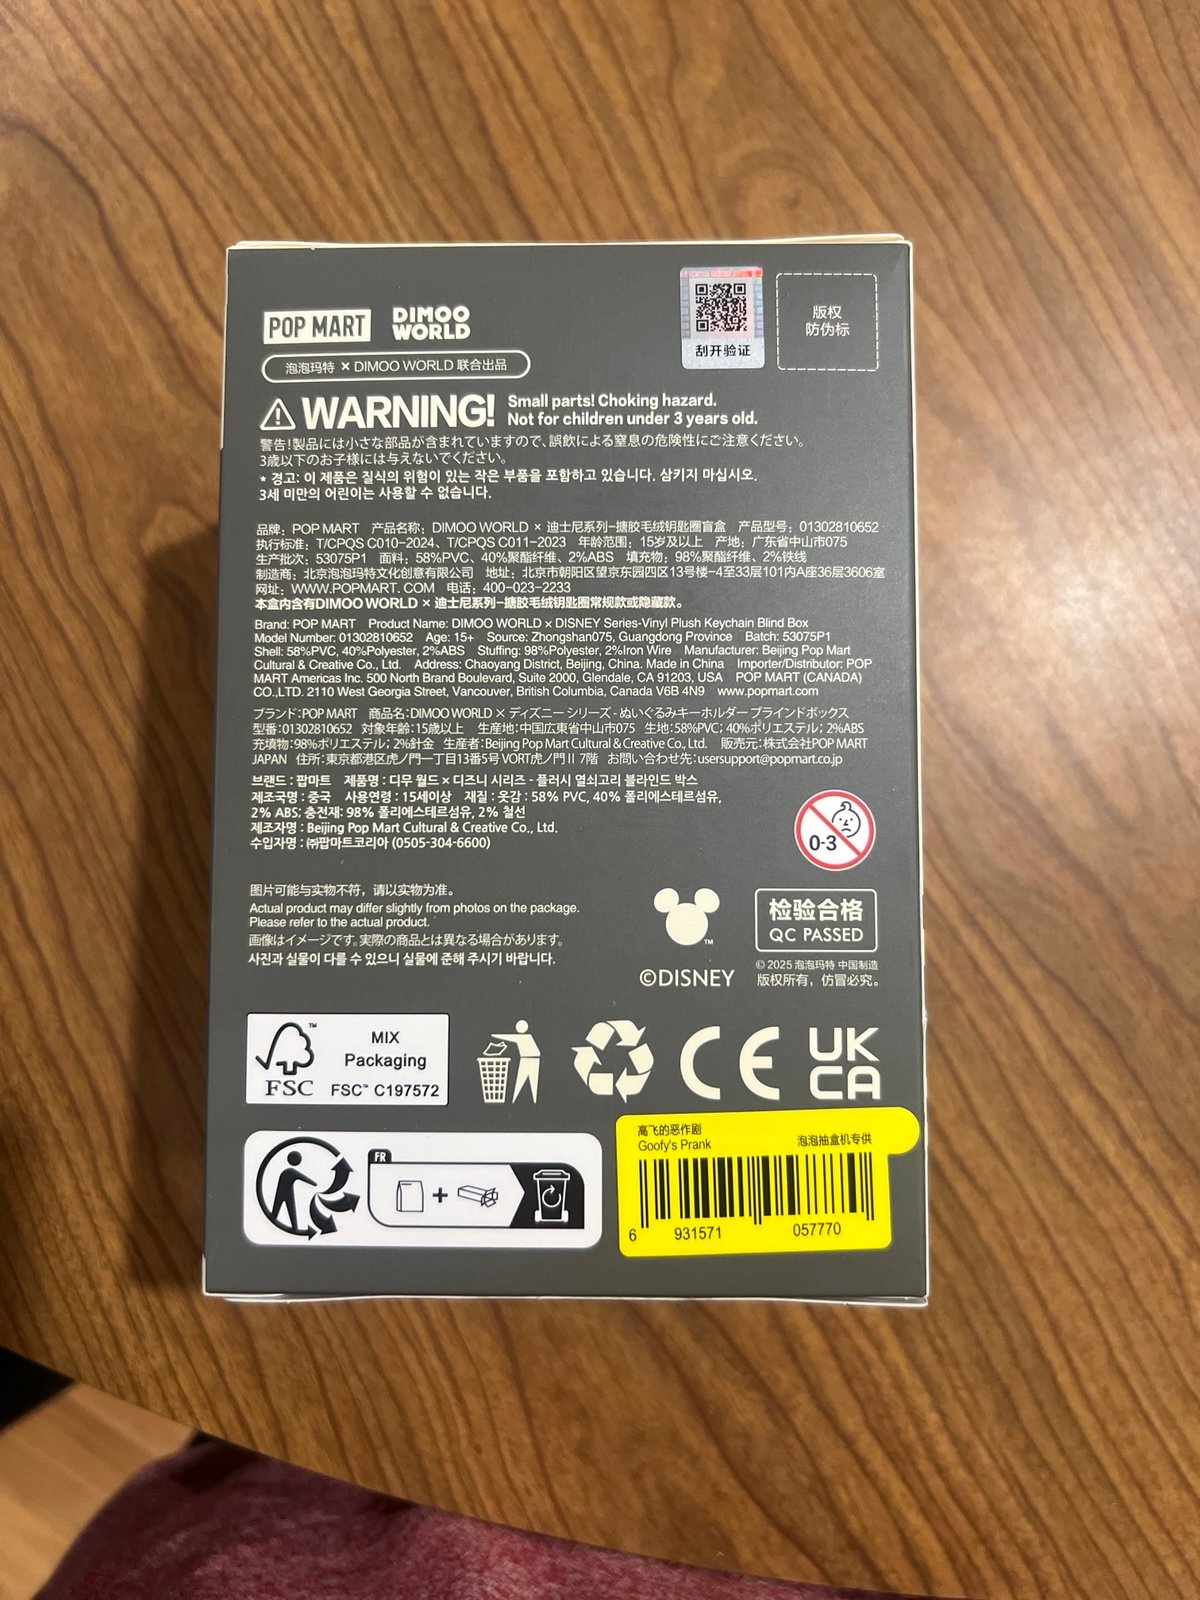 POP MART
DIMOO
WORLD
刮开验证
版权
防伪标
泡泡玛特 × DIMOO WORLD 联合出品
WARNING!
Small parts! Choking hazard.
Not for children under 3 years old.
警告!製品には小さな部品が含まれていますので、誤飲による窒息の危険性にご注意ください。
3歳以下のお子様には与えないでください。
* 경고: 이 제품은 질식의 위험이 있는 작은 부품을 포함하고 있습니다. 삼키지 마십시오.
3세 미만의 어린이는 사용할 수 없습니다.
品牌：POP MART 产品名称：DIMOO WORLD × 迪士尼系列-搪胶毛绒钥匙圈盲盒 产品型号：01302810652
执行标准：T/CPQS C010-2024、T/CPQS C011-2023 年龄范围：15岁及以上 产地：广东省中山市075
生产批次：53075P1 面料：58%PVC、40%聚酯纤维、2%ABS 填充物：98%聚酯纤维、2%铁线
制造商：北京泡泡玛特文化创意有限公司 地址：北京市朝阳区望京东园四区13号楼-4至33层101内A座36层3606室
网址：WWW.POPMART.COM 电话：400-023-2233
本盒内含有DIMOO WORLD × 迪士尼系列-搪胶毛绒钥匙圈常规款或隐藏款。
Brand: POP MART Product Name: DIMOO WORLD × DISNEY Series-Vinyl Plush Keychain Blind Box
Model Number: 01302810652 Age: 15+ Source: Zhongshan075, Guangdong Province Batch: 53075P1
Shell: 58%PVC, 40%Polyester, 2%ABS Stuffing: 98%Polyester, 2%Iron Wire Manufacturer: Beijing Pop Mart
Cultural & Creative Co., Ltd. Address: Chaoyang District, Beijing, China. Made in China Importer/Distributor: POP
MART Americas Inc. 500 North Brand Boulevard, Suite 2000, Glendale, CA 91203, USA POP MART (CANADA)
CO.,LTD. 2110 West Georgia Street, Vancouver, British Columbia, Canada V6B 4N9 www.popmart.com
ブランド:POP MART 商品名:DIMOO WORLD × ディズニー シリーズ - ぬいぐるみキーホルダー ブラインドボックス
型番:01302810652 対象年齢:15歳以上 生産地:中国広東省中山市075 生地:58%PVC; 40%ポリエステル; 2%ABS
充填物:98%ポリエステル; 2%針金 生産者:Beijing Pop Mart Cultural & Creative Co., Ltd. 販売元:株式会社POP MART
JAPAN 住所:東京都港区虎ノ門一丁目13番5号 VORT虎ノ門Ⅱ 7階 お問い合わせ先:usersupport@popmart.co.jp
브랜드 : 팝마트 제품명 : 디무 월드 × 디즈니 시리즈 - 플러시 열쇠고리 블라인드 박스
제조국명 : 중국 사용연령 : 15세이상 재질 : 옷감 : 58% PVC, 40% 폴리에스테르섬유,
2% ABS; 충전재: 98% 폴리에스테르섬유, 2% 철선
제조자명 : Beijing Pop Mart Cultural & Creative Co., Ltd.
수입자명 : ㈜팝마트코리아 (0505-304-6600)
0-3
图片可能与实物不符，请以实物为准。
Actual product may differ slightly from photos on the package.
Please refer to the actual product.
画像はイメージです。実際の商品とは異なる場合があります。
사진과 실물이 다를 수 있으니 실물에 준해 주시기 바랍니다.
TM
©DISNEY
检验合格
QC PASSED
© 2025 泡泡玛特 中国制造
版权所有，仿冒必究。
TM
FSC
MIX
Packaging
FSC™ C197572
CE
UK
CA
FR
+
高飞的恶作剧
Goofy's Prank
泡泡抽盒机专供
6 931571 057770